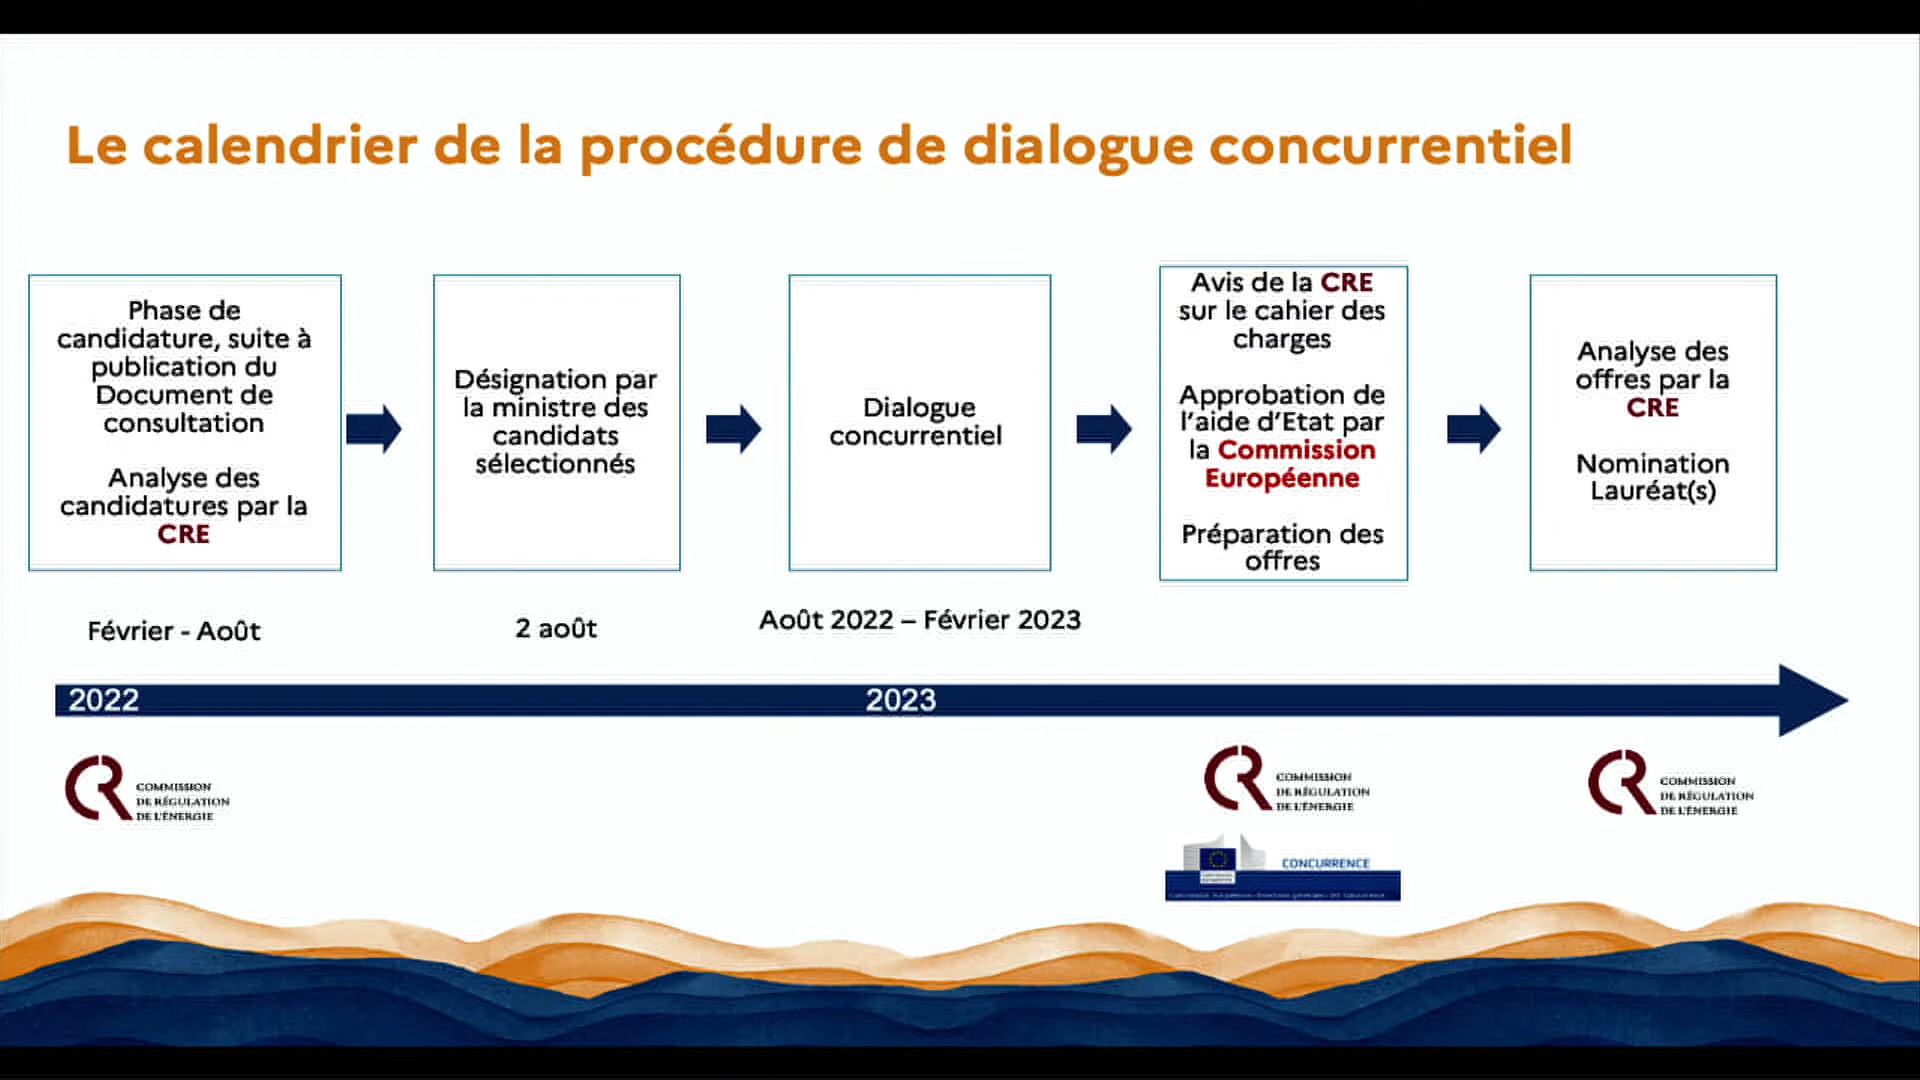 Le calendrier de la procédure de dialogue concurrentiel
Phase de
candidature, suite à
publication du
Document de
consultation
Analyse des
candidatures par la
CRE
Désignation par
la ministre des
candidats
sélectionnés
Dialogue
concurrentiel
Avis de la CRE
sur le cahier des
charges
Approbation de
l'aide d'Etat par
la Commission
Européenne
Préparation des
offres
Analyse des
offres par la
CRE
Nomination
Lauréat(s)
Février - Août
2 août
Août 2022 – Février 2023
2022
2023
COMMISSION
DE RÉGULATION
DE L'ÉNERGIE
COMMISSION
DE RÉGULATION
DE L'ÉNERGIE
CONCURRENCE
COMMISSION
DE RÉGULATION
DE L'ÉNERGIE